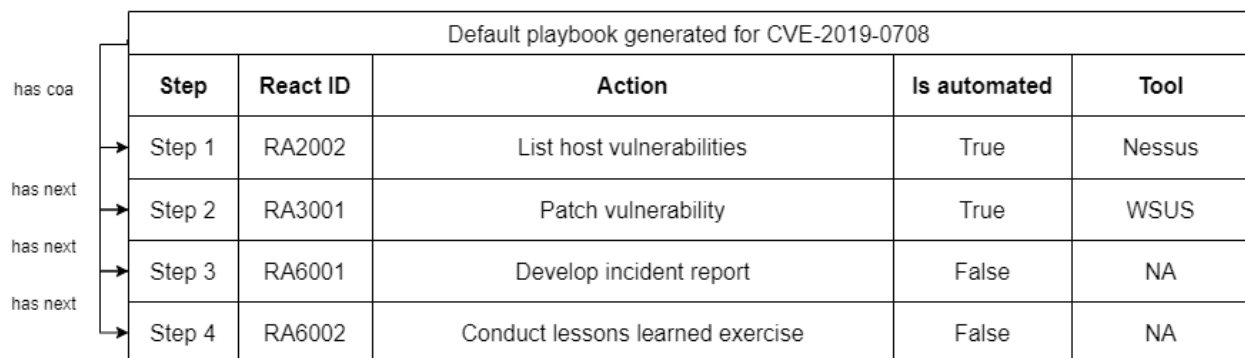 Default playbook generated for CVE-2019-0708
has coa
Step React ID Action Is automated Tool
Step 1 RA2002 List host vulnerabilities True Nessus
has next
Step 2 RA3001 Patch vulnerability True WSUS
has next
Step 3 RA6001 Develop incident report False NA
has next
Step 4 RA6002 Conduct lessons learned exercise False NA